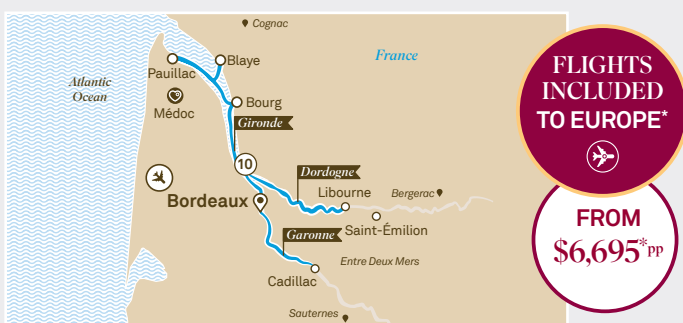 Cognac
France
Blaye
Pauillac
Atlantic
Ocean
Médoc
Bourg
Gironde
10
Dordogne
Libourne
Bergerac
Bordeaux
Saint-Émilion
Garonne
Entre Deux Mers
Cadillac
Sauternes
FLIGHTS
INCLUDED
TO EUROPE*
FROM
$6,695*pp